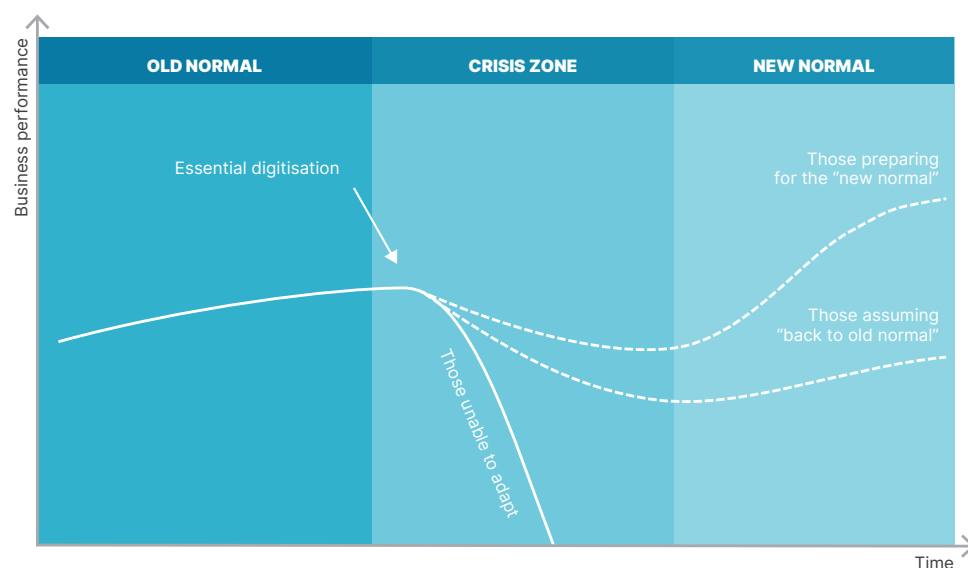 Business performance
OLD NORMAL
CRISIS ZONE
NEW NORMAL
Essential digitisation
Those preparing
for the “new normal”
Those assuming
“back to old normal”
Those unable to adapt
Time